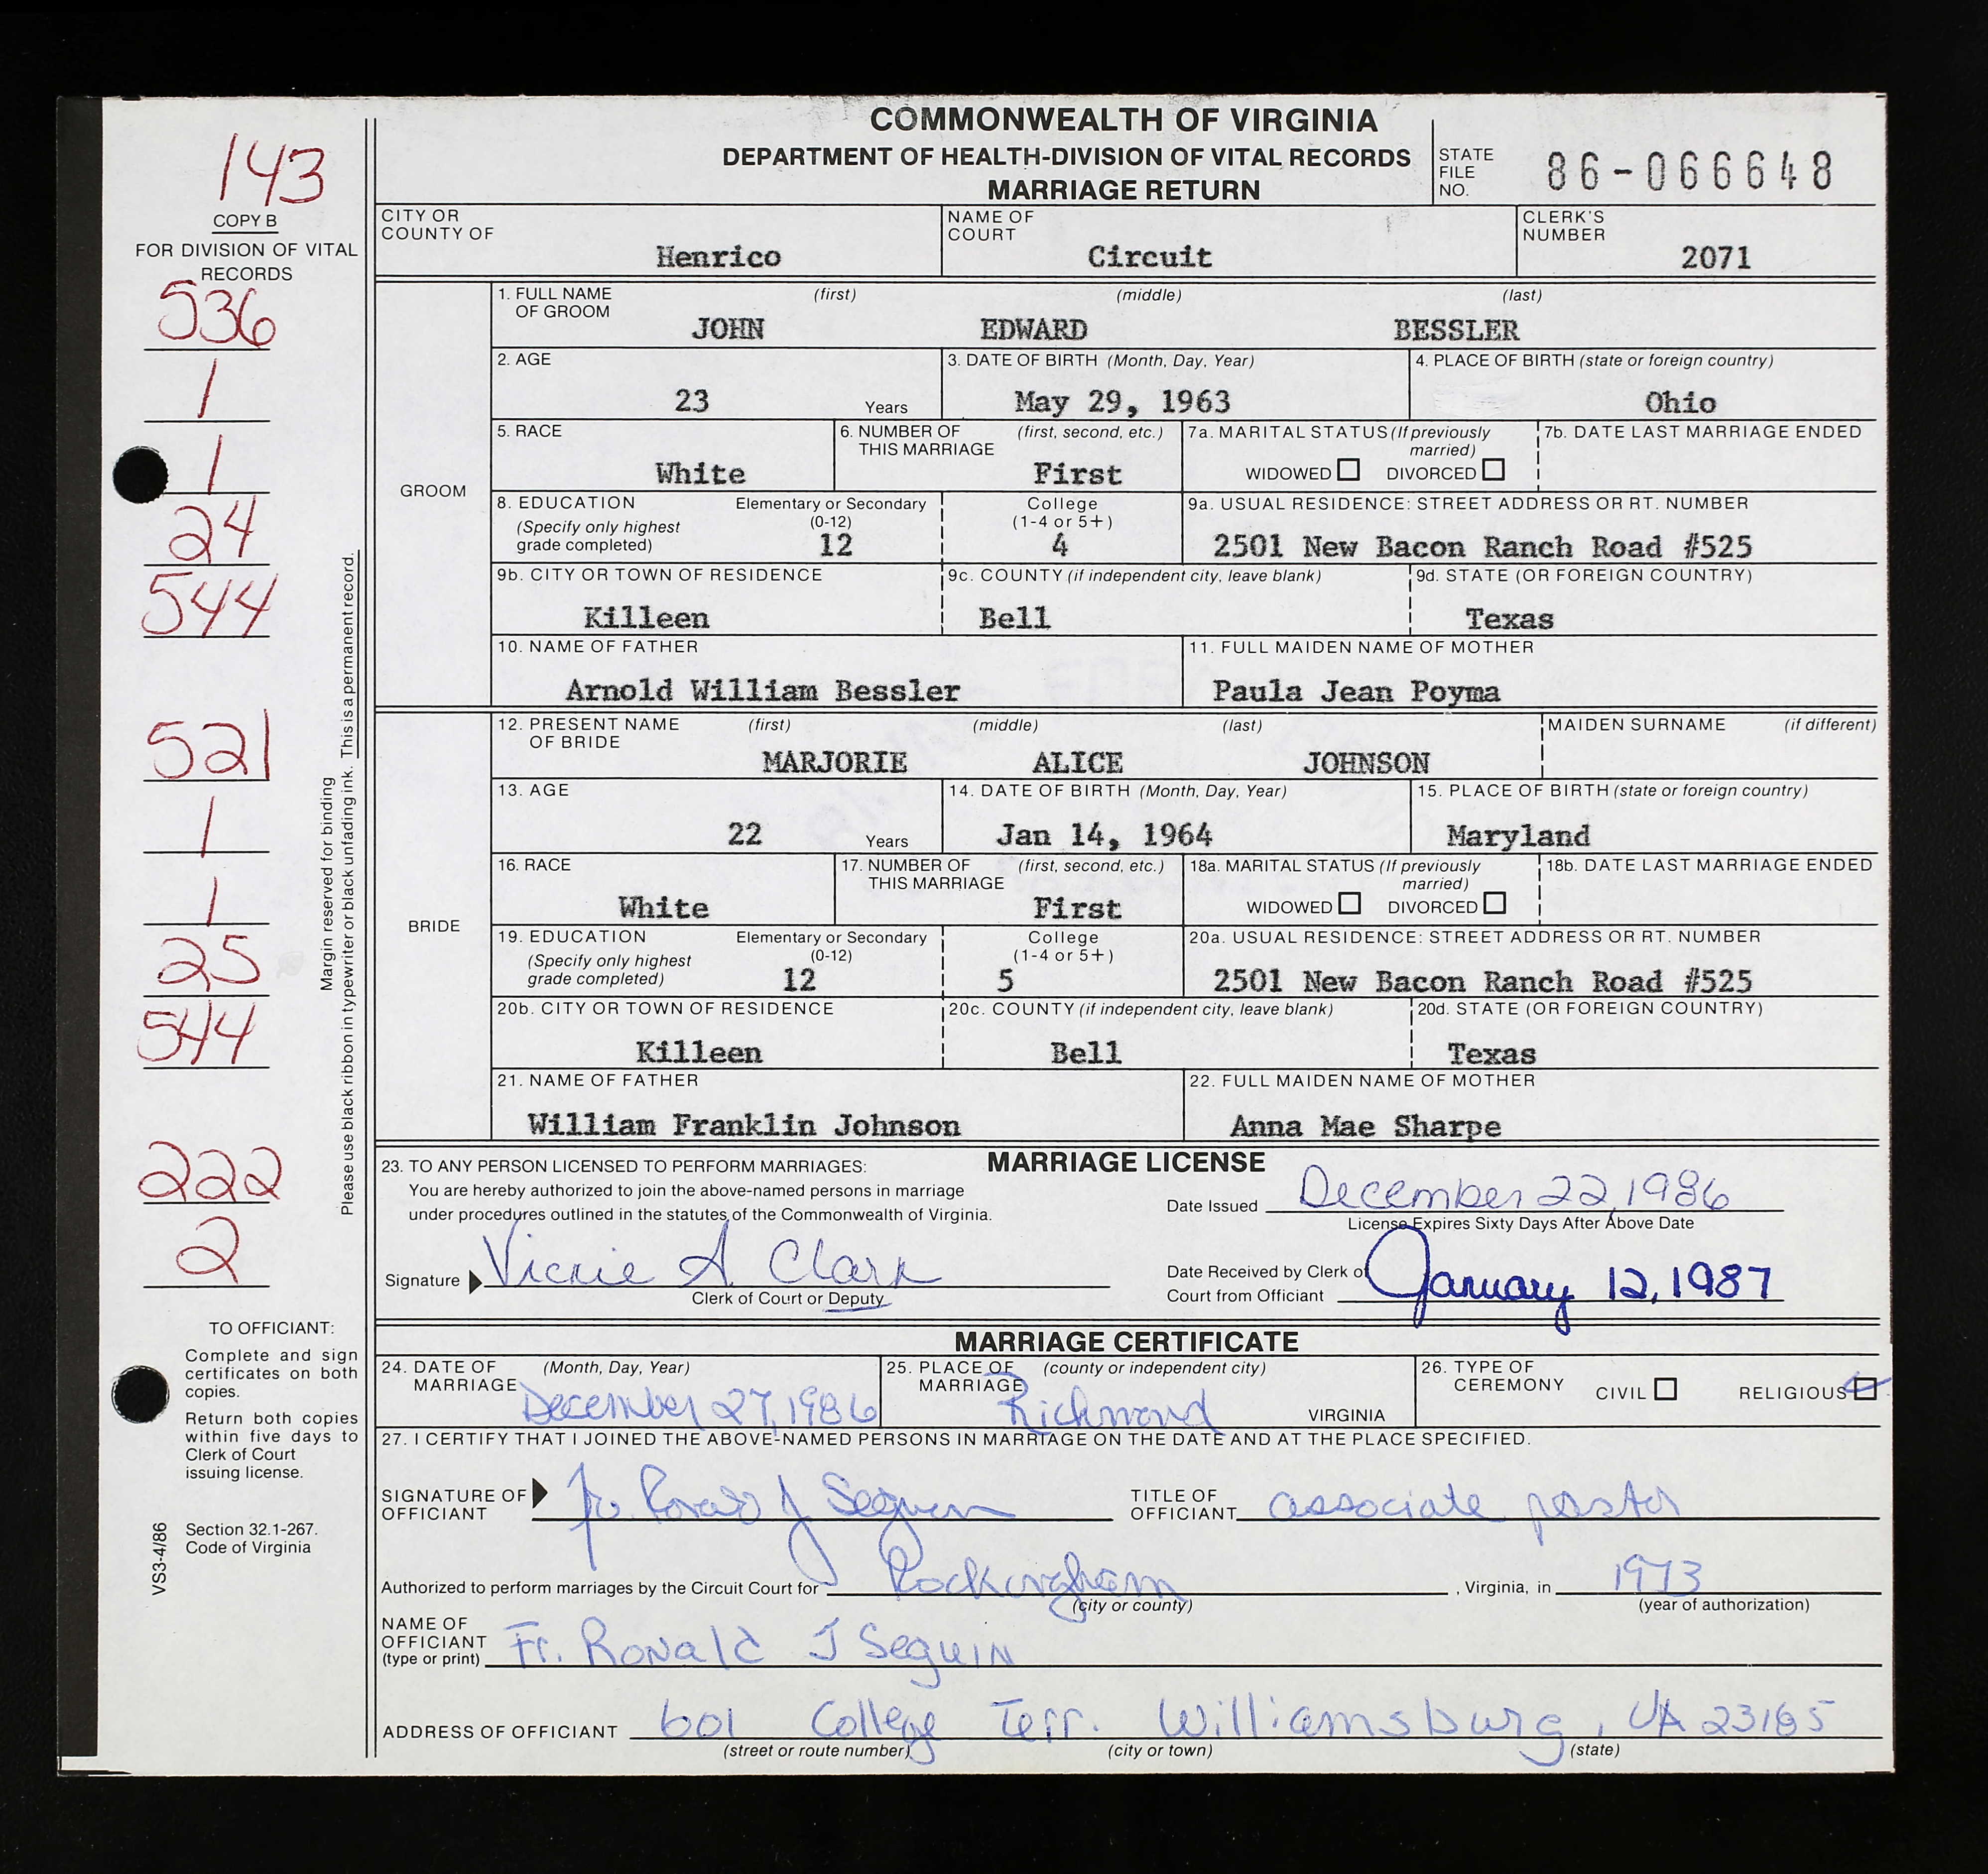 COMMONWEALTH OF VIRGINIA
DEPARTMENT OF HEALTH-DIVISION OF VITAL RECORDS
MARRIAGE RETURN
STATE FILE NO. 86-066648
143
COPY B
FOR DIVISION OF VITAL RECORDS
536
1
1
24
544
521
1
1
25
544
222
2
Margin reserved for binding
Please use black ribbon in typewriter or black unfading ink. This is a permanent record.
TO OFFICIANT:
Complete and sign
certificates on both
copies.
Return both copies
within five days to
Clerk of Court
issuing license.
Section 32.1-267.
Code of Virginia
VS3-4/86
CITY OR COUNTY OF Henrico
NAME OF COURT Circuit
CLERK'S NUMBER 2071
GROOM
1. FULL NAME OF GROOM (first) (middle) (last)
JOHN EDWARD BESSLER
2. AGE 23 Years
3. DATE OF BIRTH (Month, Day, Year) May 29, 1963
4. PLACE OF BIRTH (state or foreign country) Ohio
5. RACE White
6. NUMBER OF THIS MARRIAGE (first, second, etc.) First
7a. MARITAL STATUS (If previously married) WIDOWED DIVORCED
7b. DATE LAST MARRIAGE ENDED
8. EDUCATION (Specify only highest grade completed) Elementary or Secondary (0-12) 12 College (1-4 or 5+) 4
9a. USUAL RESIDENCE: STREET ADDRESS OR RT. NUMBER 2501 New Bacon Ranch Road #525
9b. CITY OR TOWN OF RESIDENCE Killeen
9c. COUNTY (if independent city, leave blank) Bell
9d. STATE (OR FOREIGN COUNTRY) Texas
10. NAME OF FATHER Arnold William Bessler
11. FULL MAIDEN NAME OF MOTHER Paula Jean Poyma
BRIDE
12. PRESENT NAME OF BRIDE (first) (middle) (last) MAIDEN SURNAME (if different)
MARJORIE ALICE JOHNSON
13. AGE 22 Years
14. DATE OF BIRTH (Month, Day, Year) Jan 14, 1964
15. PLACE OF BIRTH (state or foreign country) Maryland
16. RACE White
17. NUMBER OF THIS MARRIAGE (first, second, etc.) First
18a. MARITAL STATUS (If previously married) WIDOWED DIVORCED
18b. DATE LAST MARRIAGE ENDED
19. EDUCATION (Specify only highest grade completed) Elementary or Secondary (0-12) 12 College (1-4 or 5+) 5
20a. USUAL RESIDENCE: STREET ADDRESS OR RT. NUMBER 2501 New Bacon Ranch Road #525
20b. CITY OR TOWN OF RESIDENCE Killeen
20c. COUNTY (if independent city, leave blank) Bell
20d. STATE (OR FOREIGN COUNTRY) Texas
21. NAME OF FATHER William Franklin Johnson
22. FULL MAIDEN NAME OF MOTHER Anna Mae Sharpe
MARRIAGE LICENSE
23. TO ANY PERSON LICENSED TO PERFORM MARRIAGES:
You are hereby authorized to join the above-named persons in marriage
under procedures outlined in the statutes of the Commonwealth of Virginia.
Date Issued December 22, 1986
License Expires Sixty Days After Above Date
Signature Vickie A Clark
Clerk of Court or Deputy
Date Received by Clerk of Court from Officiant January 12, 1987
MARRIAGE CERTIFICATE
24. DATE OF MARRIAGE (Month, Day, Year) December 27, 1986
25. PLACE OF MARRIAGE (county or independent city) Richmond VIRGINIA
26. TYPE OF CEREMONY CIVIL RELIGIOUS
27. I CERTIFY THAT I JOINED THE ABOVE-NAMED PERSONS IN MARRIAGE ON THE DATE AND AT THE PLACE SPECIFIED.
SIGNATURE OF OFFICIANT Fr. Ronald J Seguin
TITLE OF OFFICIANT associate pastor
Authorized to perform marriages by the Circuit Court for Rockingham, Virginia, in 1973
(city or county) (year of authorization)
NAME OF OFFICIANT (type or print) Fr. Ronald J Seguin
ADDRESS OF OFFICIANT 601 College Terr. Williamsburg, VA 23185
(street or route number) (city or town) (state)